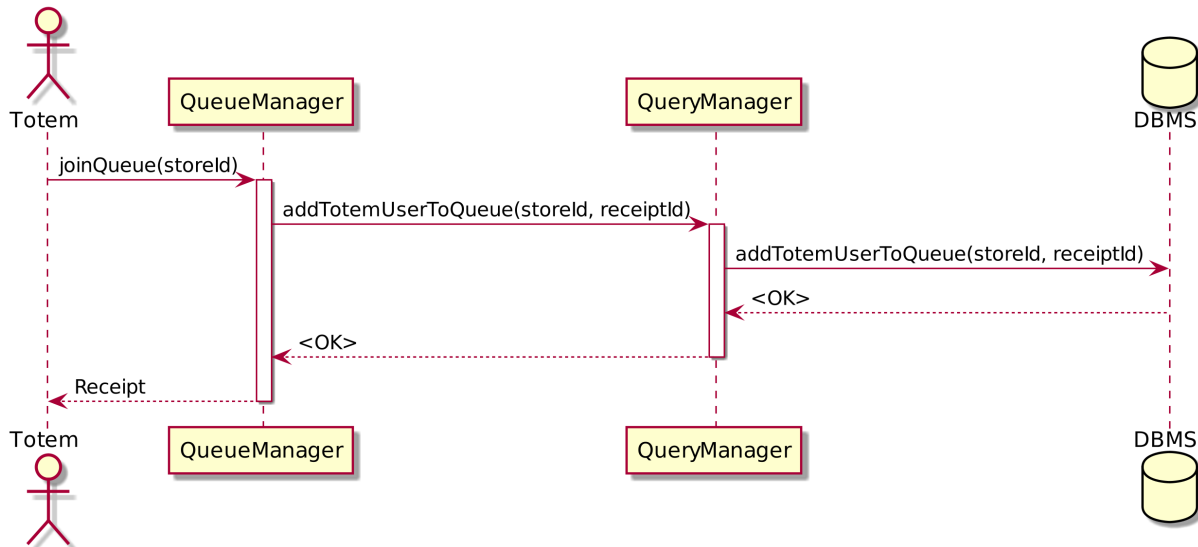 Totem
QueueManager
QueryManager
DBMS
joinQueue(storeId)
addTotemUserToQueue(storeId, receiptId)
addTotemUserToQueue(storeId, receiptId)
<OK>
<OK>
Receipt
Totem
QueueManager
QueryManager
DBMS